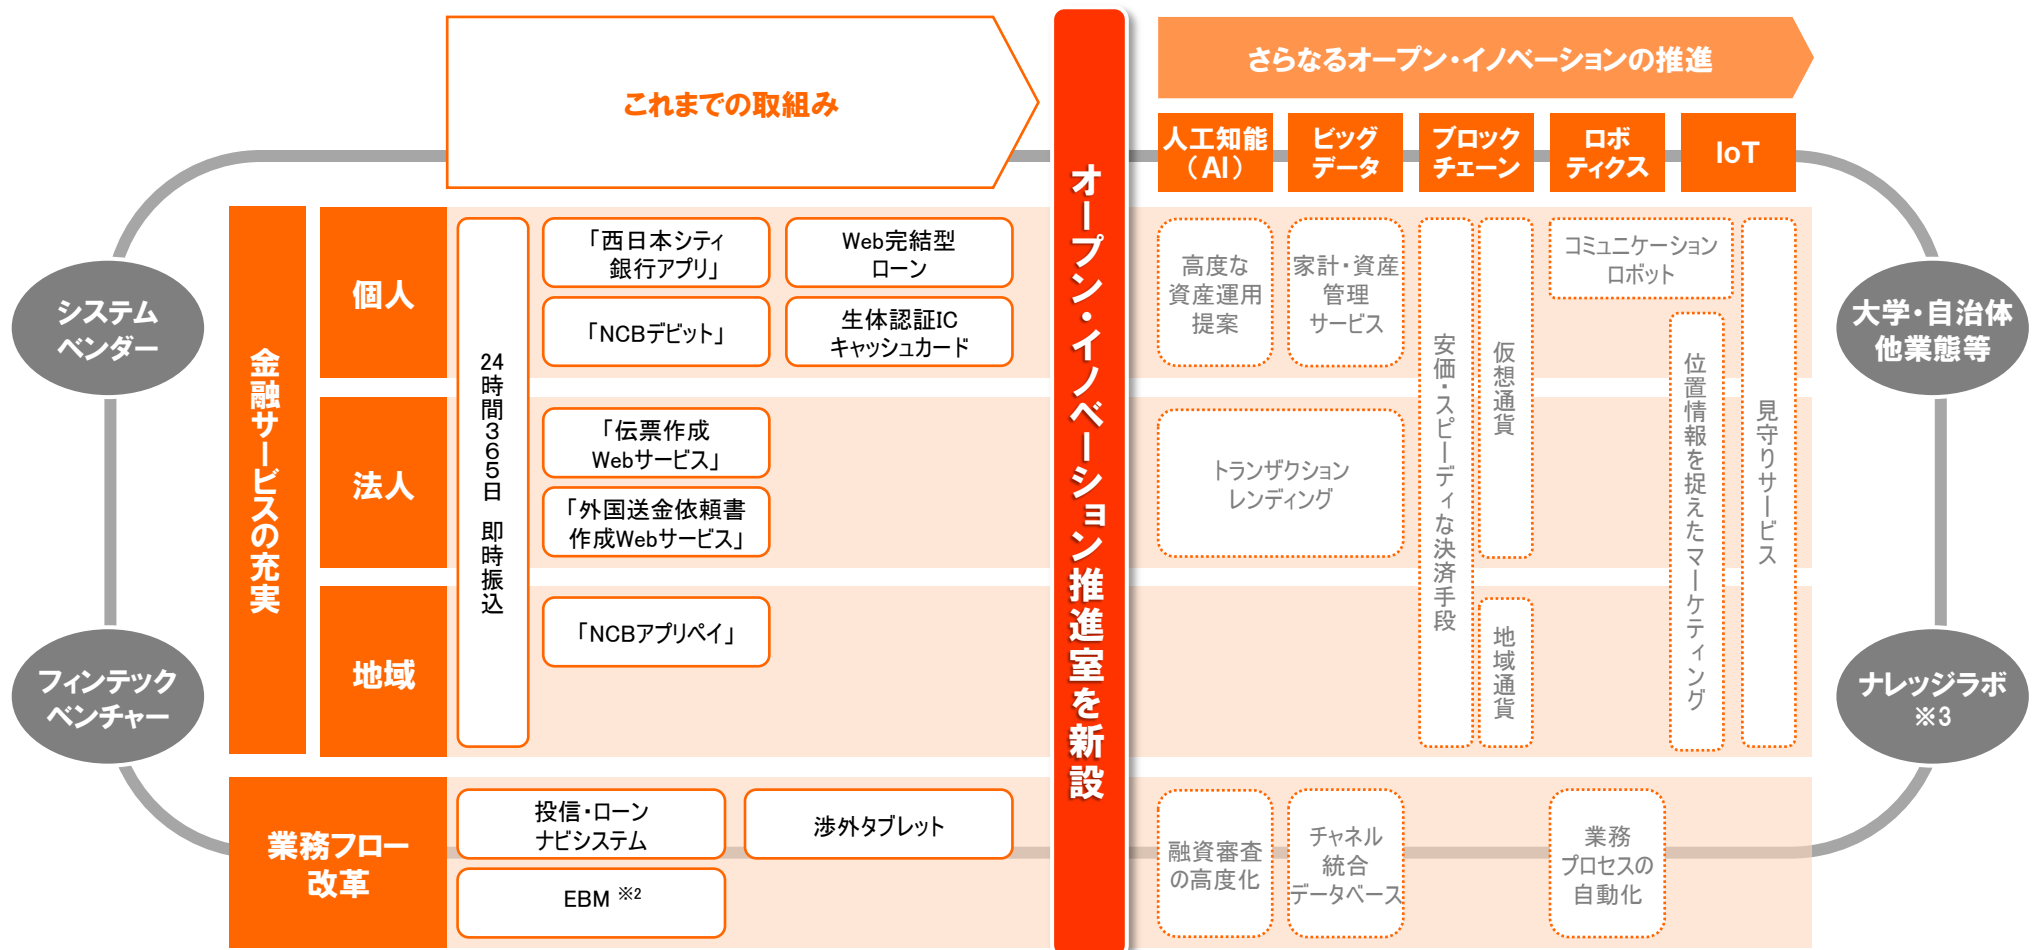 これまでの取組み
オープン・イノベーション推進室を新設
さらなるオープン・イノベーションの推進
人工知能
（AI）
ビッグ
データ
ブロック
チェーン
ロボ
ティクス
IoT
システム
ベンダー
フィンテック
ベンチャー
大学・自治体
他業態等
ナレッジラボ
※3
金融サービスの充実
個人
法人
地域
24時間365日 即時振込
「西日本シティ
銀行アプリ」
Web完結型
ローン
「NCBデビット」
生体認証IC
キャッシュカード
「伝票作成
Webサービス」
「外国送金依頼書
作成Webサービス」
「NCBアプリペイ」
高度な
資産運用
提案
家計・資産
管理
サービス
安価・スピーディな決済手段
仮想通貨
地域通貨
コミュニケーション
ロボット
位置情報を捉えたマーケティング
見守りサービス
トランザクション
レンディング
業務フロー
改革
投信・ローン
ナビシステム
渉外タブレット
EBM ※2
融資審査
の高度化
チャネル
統合
データベース
業務
プロセスの
自動化